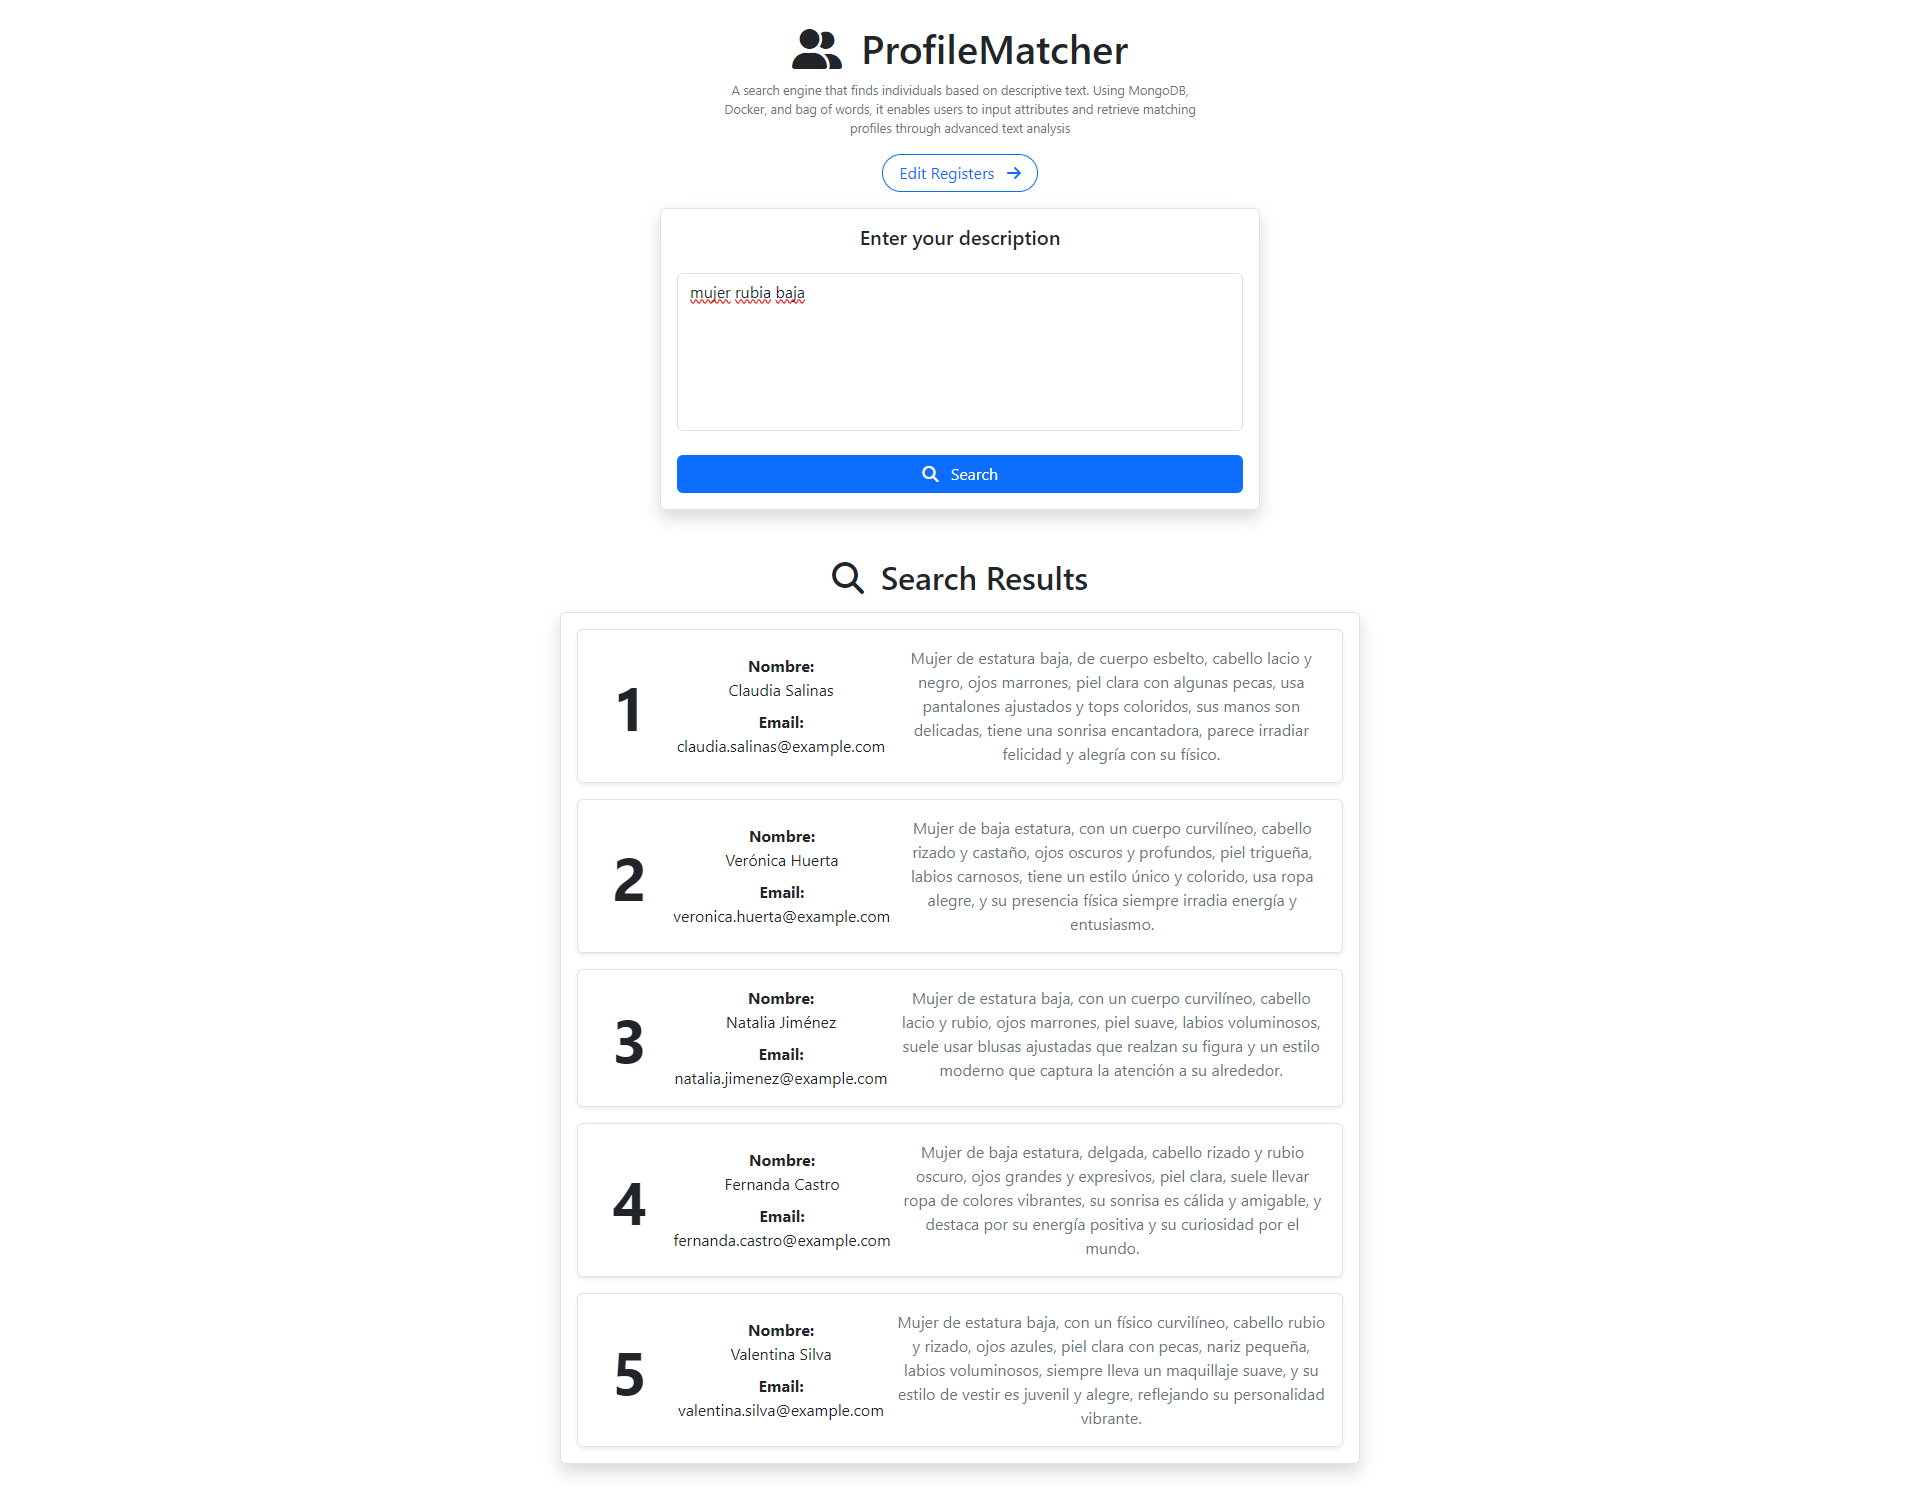 ProfileMatcher
A search engine that finds individuals based on descriptive text. Using MongoDB,
Docker, and bag of words, it enables users to input attributes and retrieve matching
profiles through advanced text analysis
Edit Registers
Enter your description
mujer rubia baja
Search
Search Results
1
Nombre:
Claudia Salinas
Email:
claudia.salinas@example.com
Mujer de estatura baja, de cuerpo esbelto, cabello lacio y
negro, ojos marrones, piel clara con algunas pecas, usa
pantalones ajustados y tops coloridos, sus manos son
delicadas, tiene una sonrisa encantadora, parece irradiar
felicidad y alegría con su físico.
2
Nombre:
Verónica Huerta
Email:
veronica.huerta@example.com
Mujer de baja estatura, con un cuerpo curvilíneo, cabello
rizado y castaño, ojos oscuros y profundos, piel trigueña,
labios carnosos, tiene un estilo único y colorido, usa ropa
alegre, y su presencia física siempre irradia energía y
entusiasmo.
3
Nombre:
Natalia Jiménez
Email:
natalia.jimenez@example.com
Mujer de estatura baja, con un cuerpo curvilíneo, cabello
lacio y rubio, ojos marrones, piel suave, labios voluminosos,
suele usar blusas ajustadas que realzan su figura y un estilo
moderno que captura la atención a su alrededor.
4
Nombre:
Fernanda Castro
Email:
fernanda.castro@example.com
Mujer de baja estatura, delgada, cabello rizado y rubio
oscuro, ojos grandes y expresivos, piel clara, suele llevar
ropa de colores vibrantes, su sonrisa es cálida y amigable, y
destaca por su energía positiva y su curiosidad por el
mundo.
5
Nombre:
Valentina Silva
Email:
valentina.silva@example.com
Mujer de estatura baja, con un físico curvilíneo, cabello rubio
y rizado, ojos azules, piel clara con pecas, nariz pequeña,
labios voluminosos, siempre lleva un maquillaje suave, y su
estilo de vestir es juvenil y alegre, reflejando su personalidad
vibrante.